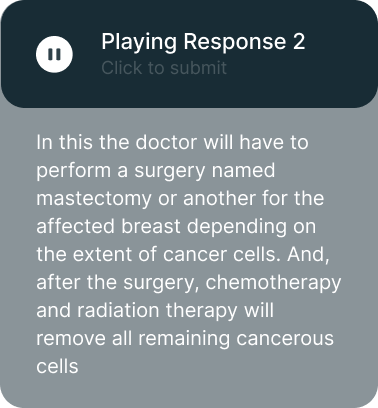 Playing Response 2
Click to submit
In this the doctor will have to
perform a surgery named
mastectomy or another for the
affected breast depending on
the extent of cancer cells. And,
after the surgery, chemotherapy
and radiation therapy will
remove all remaining cancerous
cells